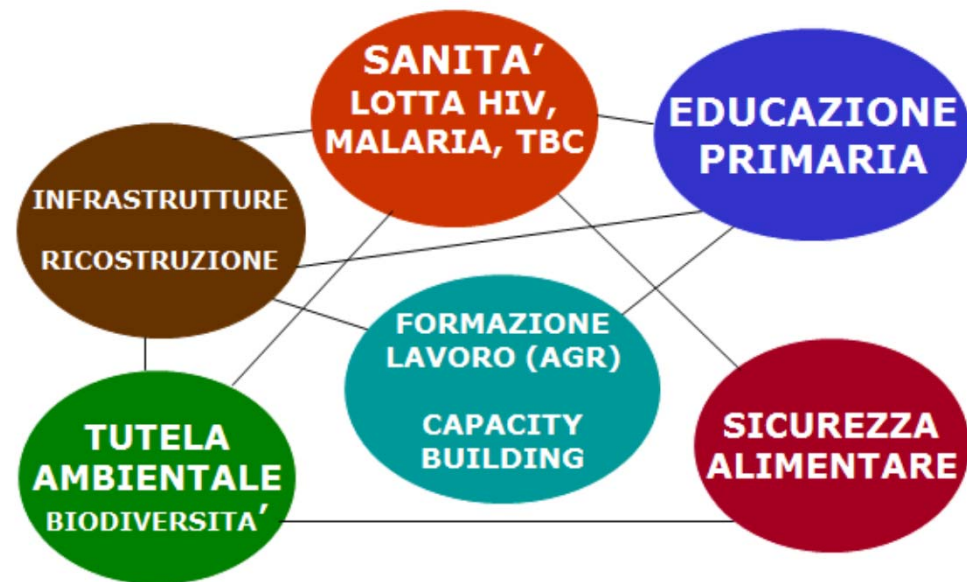 SANITA’
LOTTA HIV,
MALARIA, TBC
EDUCAZIONE
PRIMARIA
INFRASTRUTTURE
RICOSTRUZIONE
FORMAZIONE
LAVORO (AGR)
CAPACITY
BUILDING
TUTELA
AMBIENTALE
BIODIVERSITA’
SICUREZZA
ALIMENTARE